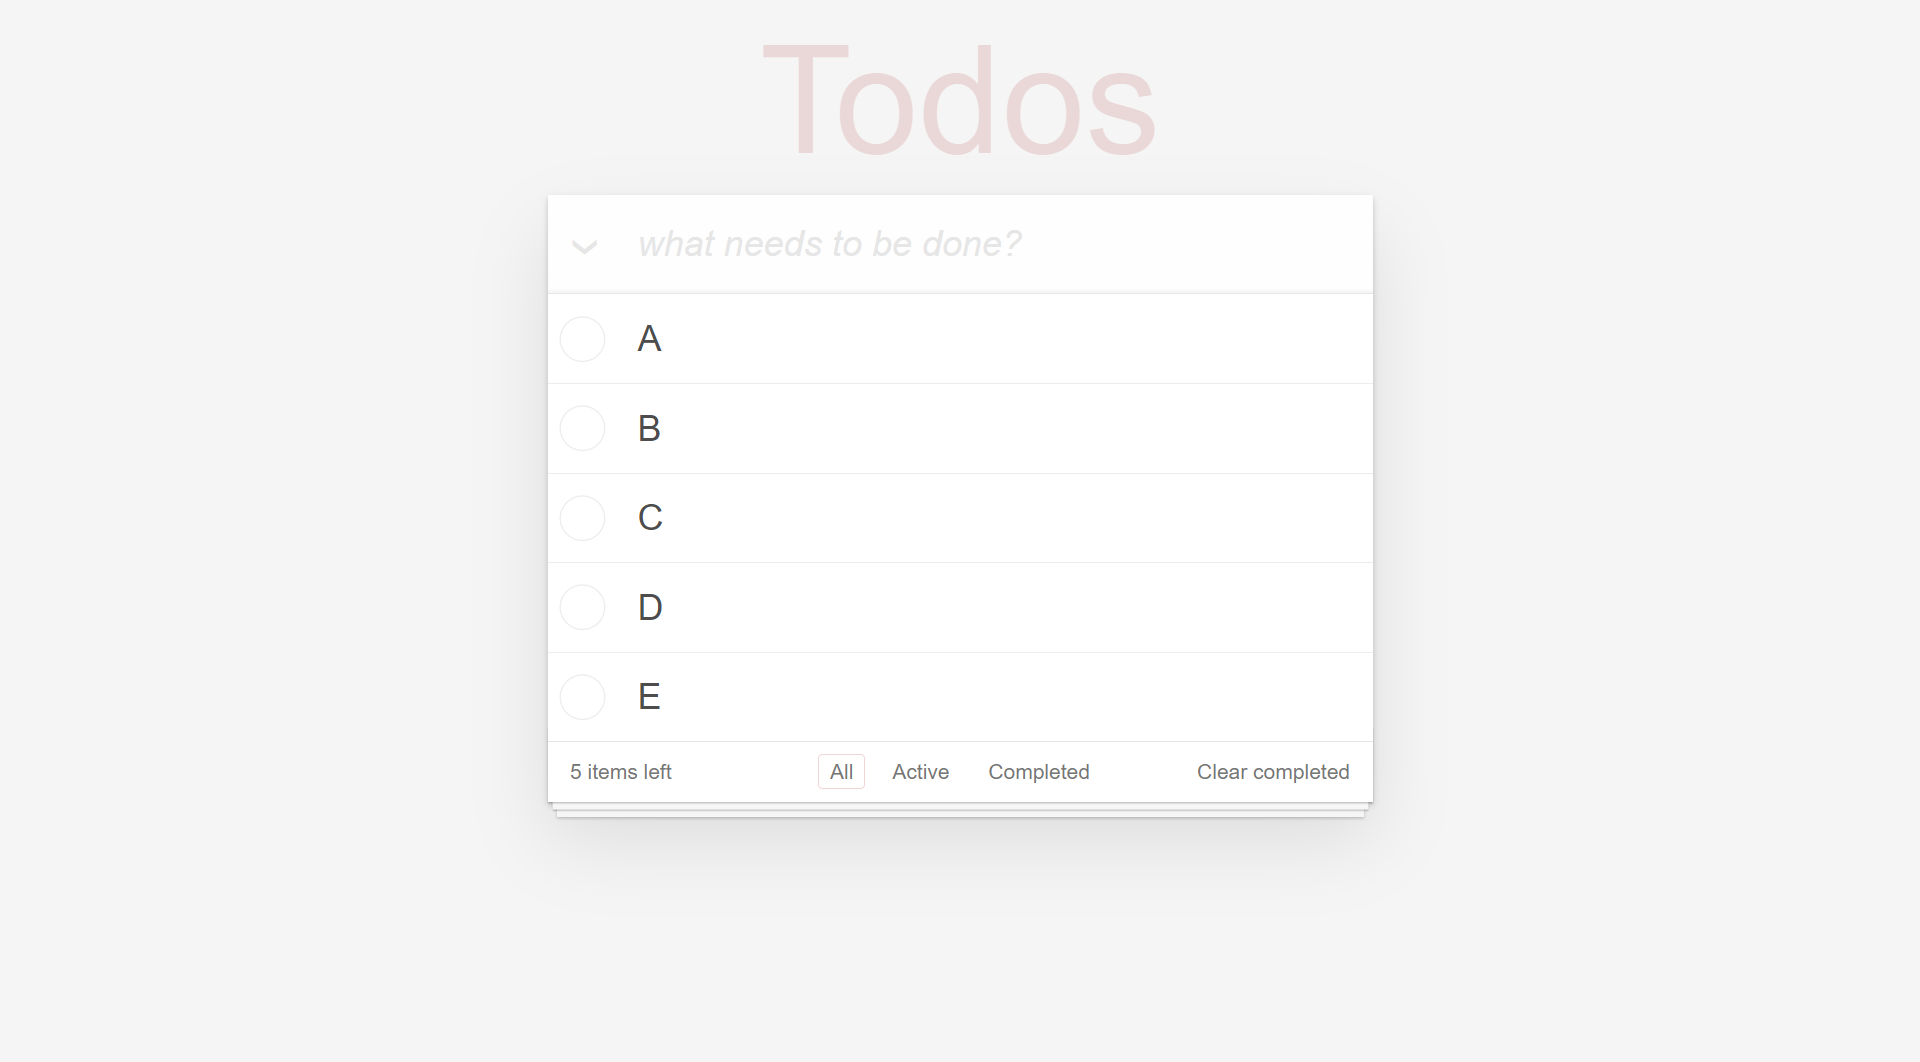 Todos
what needs to be done?
A
B
C
D
E
5 items left All Active Completed Clear completed